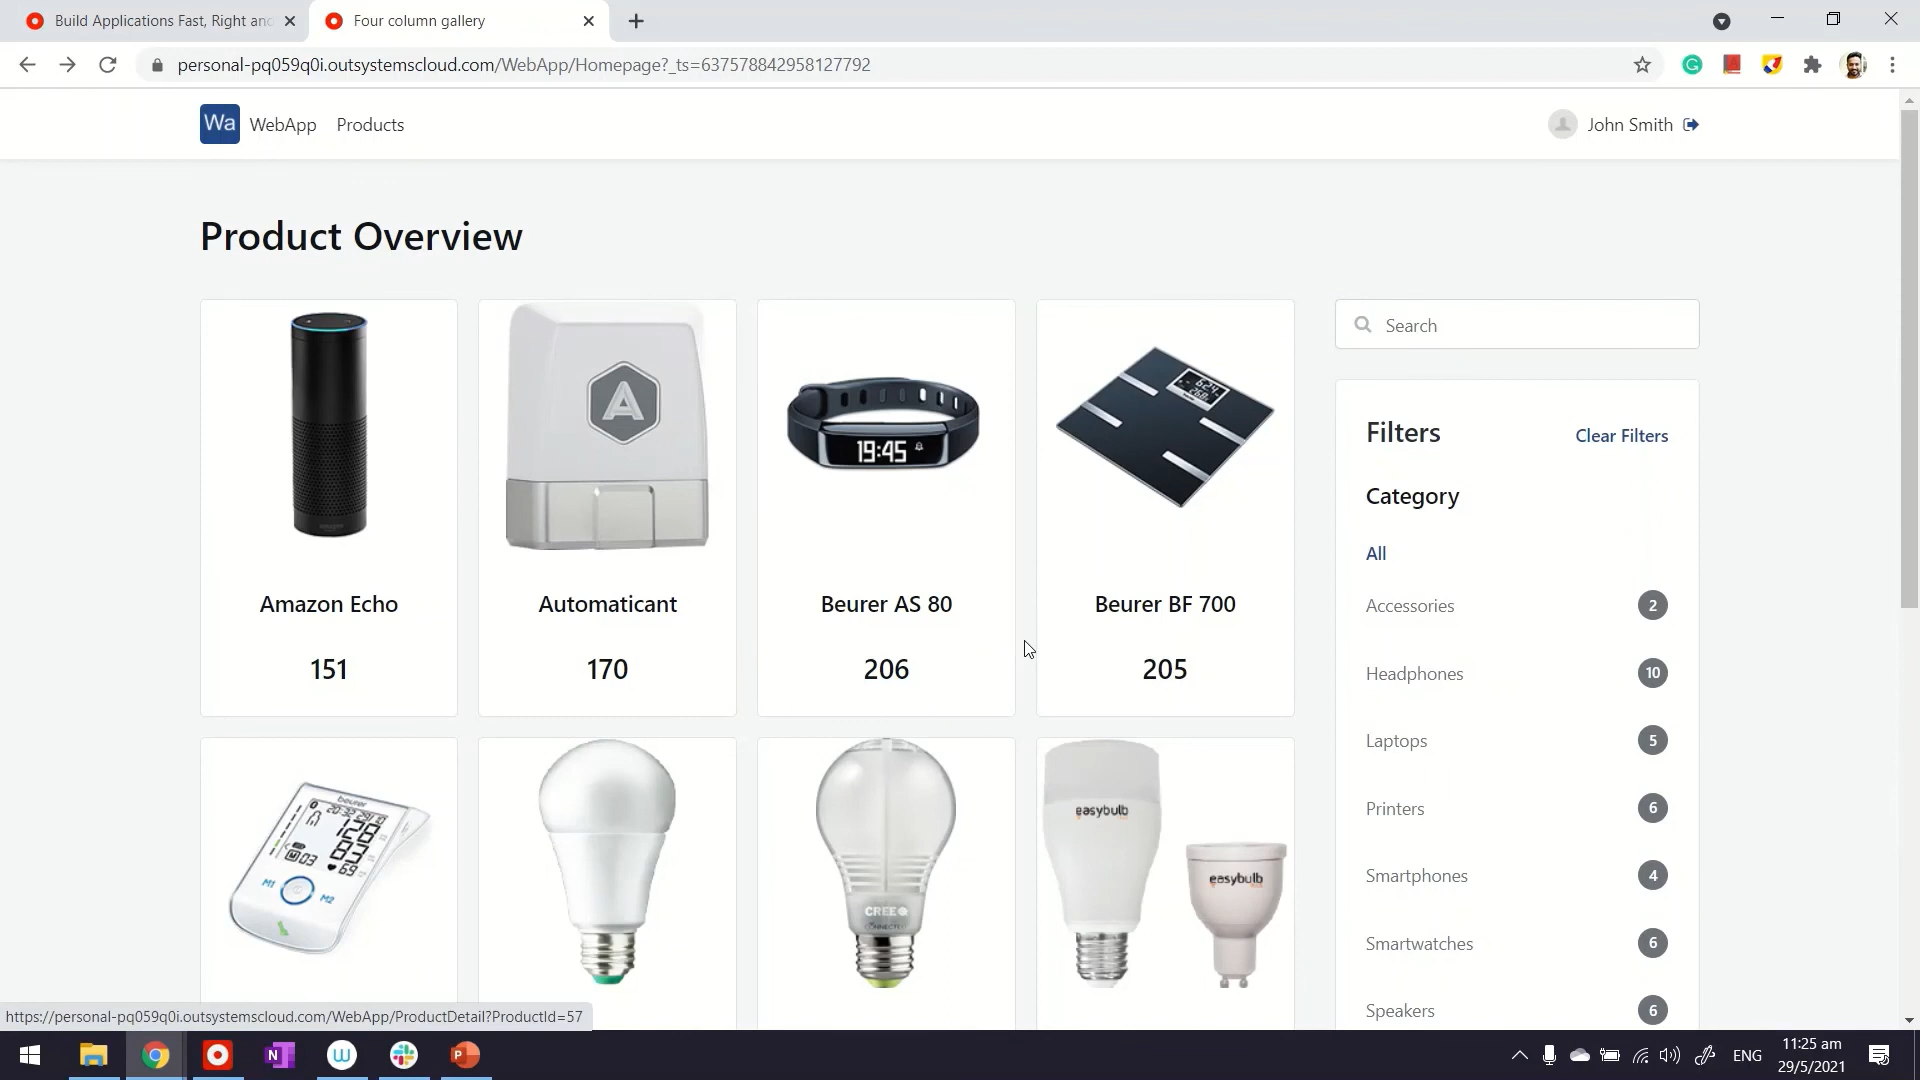 Build Applications Fast, Right and
Four column gallery
personal-pq059q0i.outsystemscloud.com/WebApp/Homepage?_ts=637578842958127792
Wa WebApp Products
John Smith
Product Overview
Search
Filters
Clear Filters
Category
All
Accessories 2
Headphones 10
Laptops 5
Printers 6
Smartphones 4
Smartwatches 6
Speakers 6
A
19:45
Amazon Echo
151
Automaticant
170
Beurer AS 80
206
Beurer BF 700
205
beurer
M1
M2
CREE
easybulb
easybulb
https://personal-pq059q0i.outsystemscloud.com/WebApp/ProductDetail?ProductId=57
ENG
11:25 am
29/5/2021